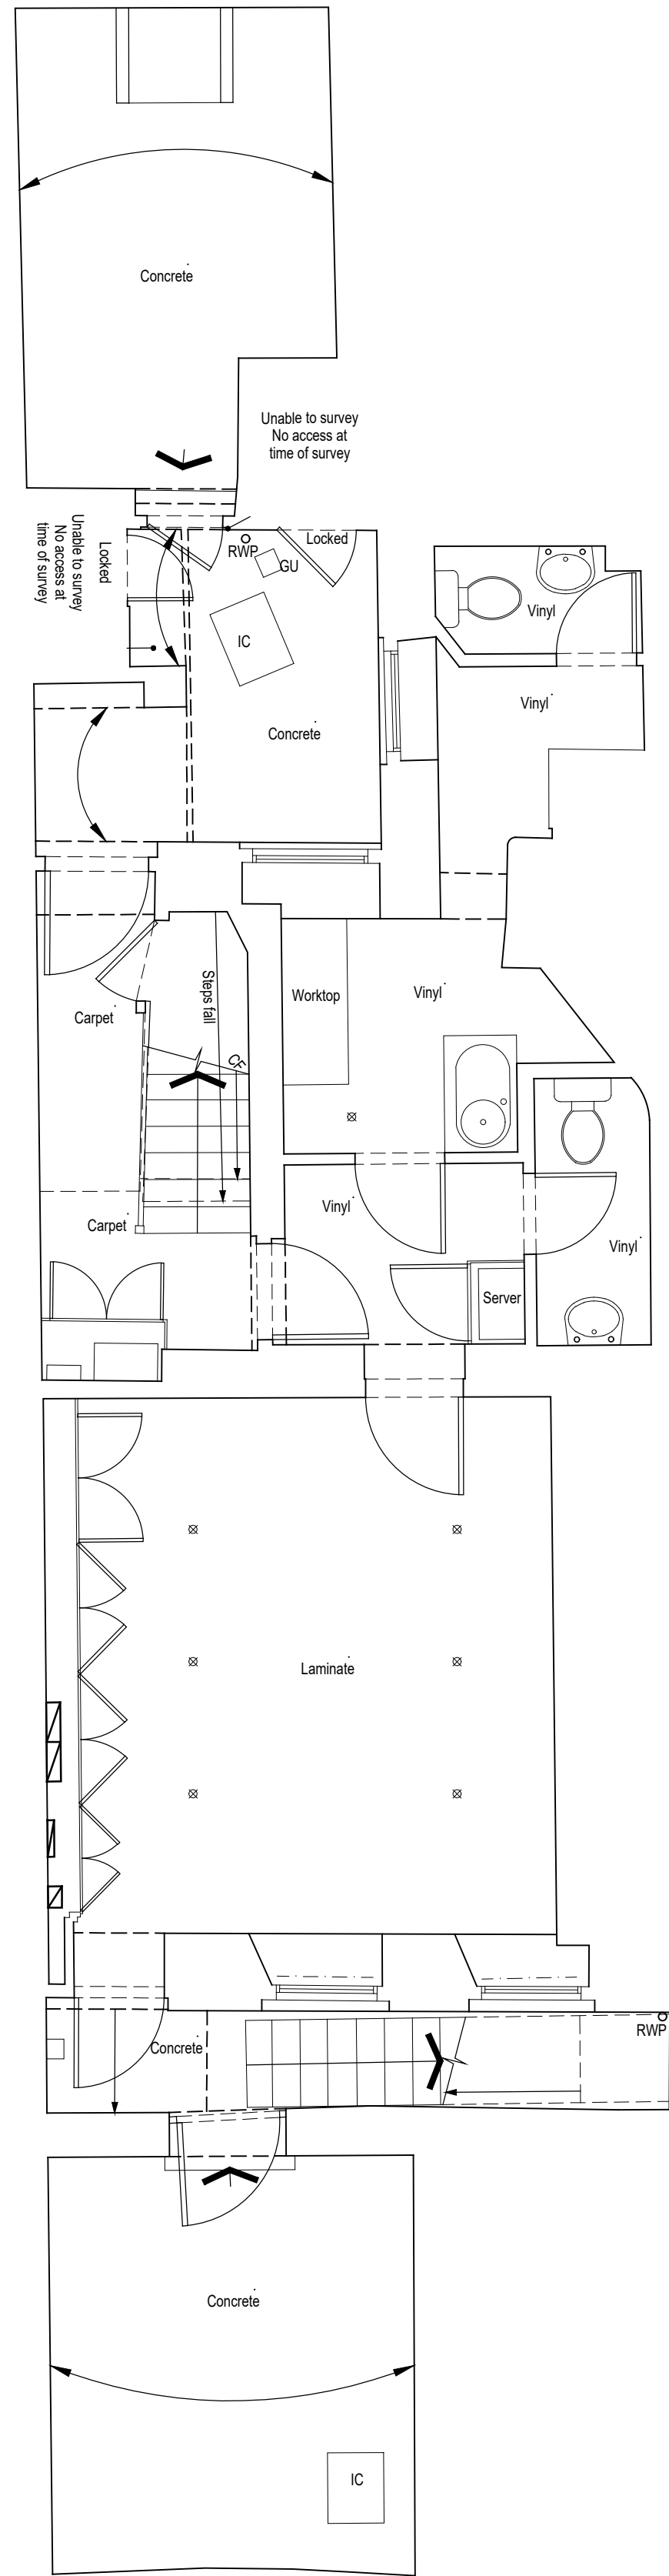 Concrete
Unable to survey
No access at
time of survey
Locked
Unable to survey
No access at
time of survey
Locked
RWP
GU
IC
Concrete
Vinyl
Vinyl
Steps fall
CF
Carpet
Worktop
Vinyl
Carpet
Vinyl
Vinyl
Server
Laminate
RWP
Concrete
Concrete
IC